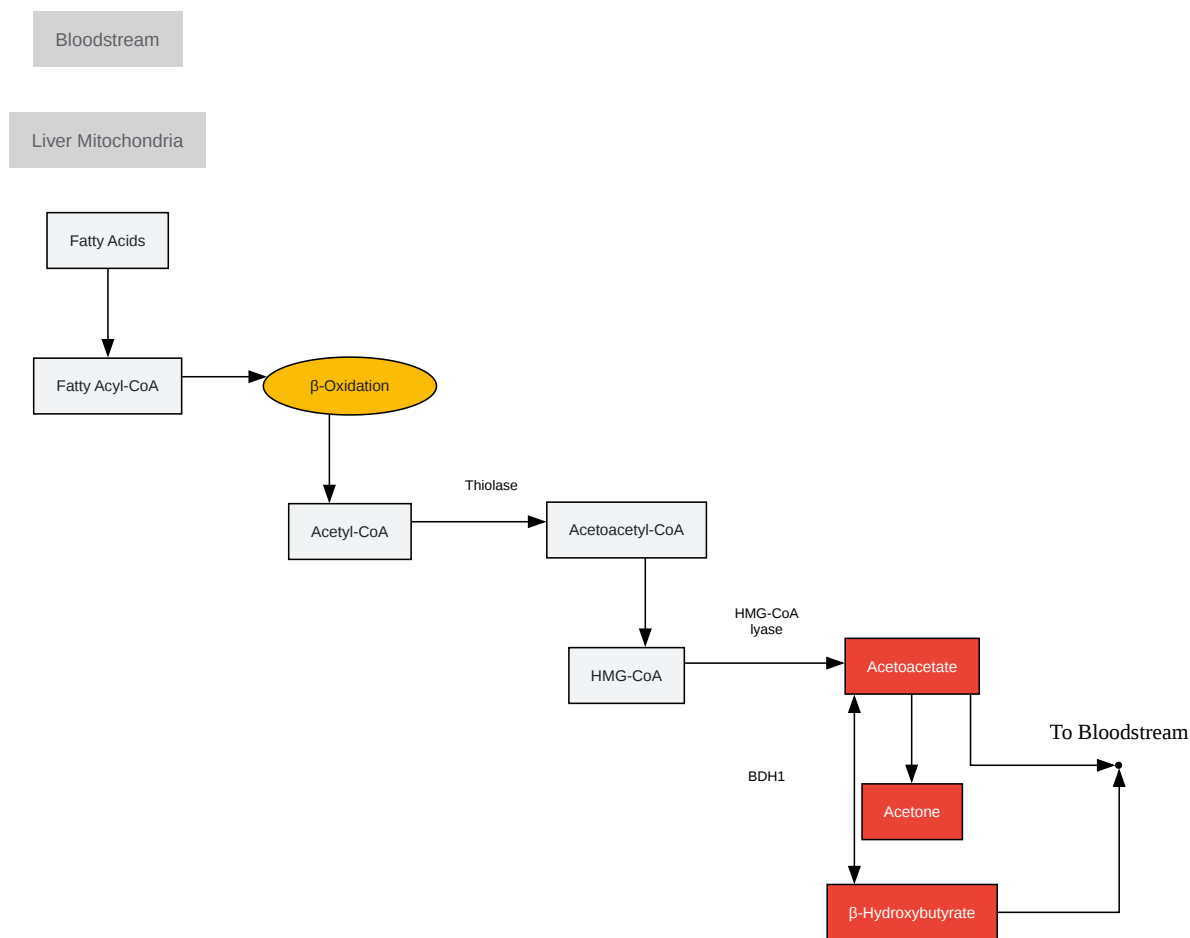 Bloodstream
Liver Mitochondria
Fatty Acids
Fatty Acyl-CoA
β-Oxidation
Thiolase
Acetyl-CoA
Acetoacetyl-CoA
HMG-CoA
lyase
HMG-CoA
Acetoacetate
To Bloodstream
BDH1
Acetone
β-Hydroxybutyrate